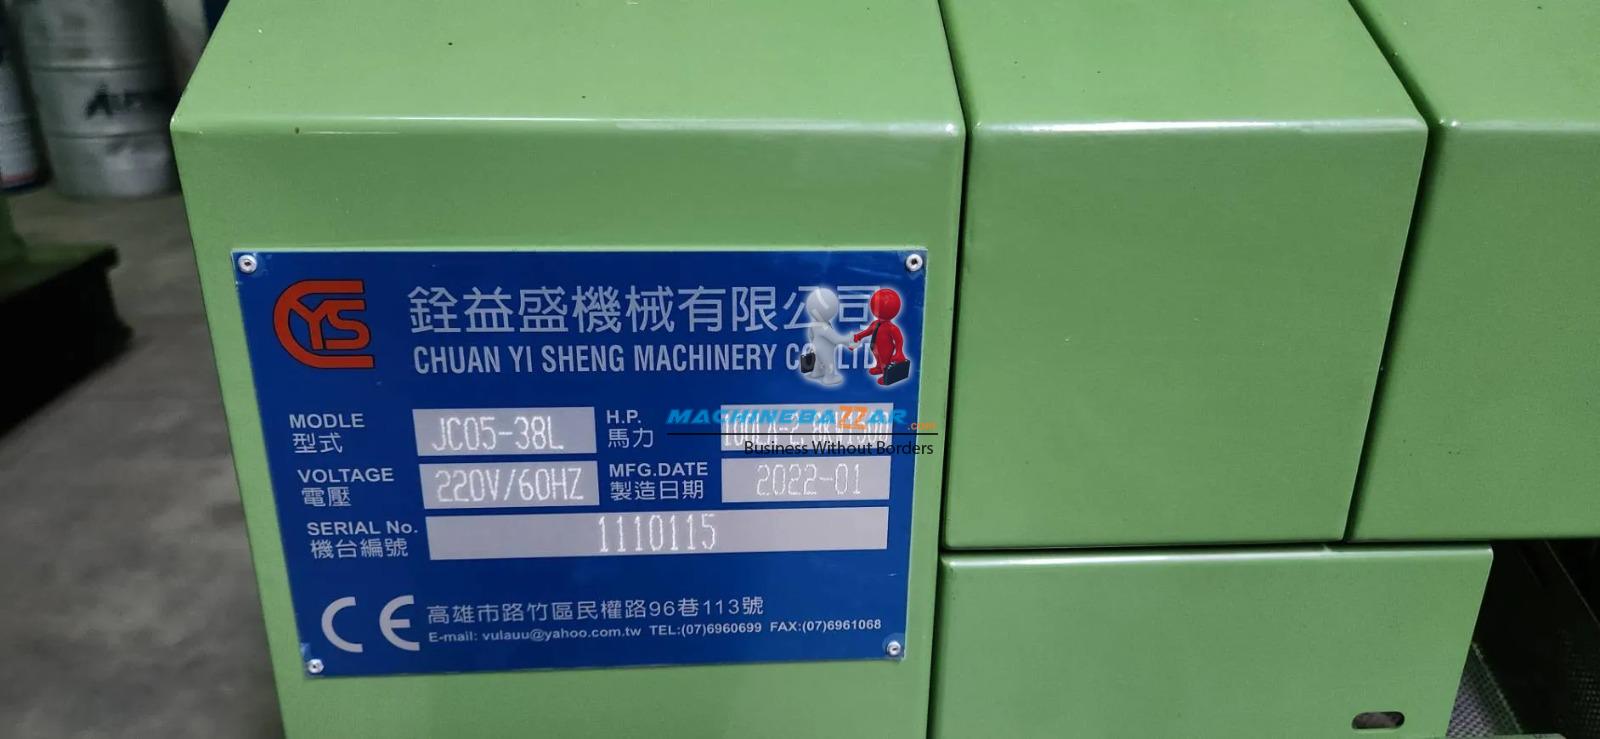 CYS
銓益盛機械有限公司
CHUAN YI SHENG MACHINERY CO LTD
MODLE
型式
JC05-38L
H.P.
馬力
MACHINEBAZZAR.com
Business Without Borders
VOLTAGE
電壓
220V/60HZ
MFG.DATE
製造日期
2022-01
SERIAL No.
機台編號
1110115
CE
高雄市路竹區民權路96巷113號
E-mail: vulauu@yahoo.com.tw TEL:(07)6960699 FAX:(07)6961068